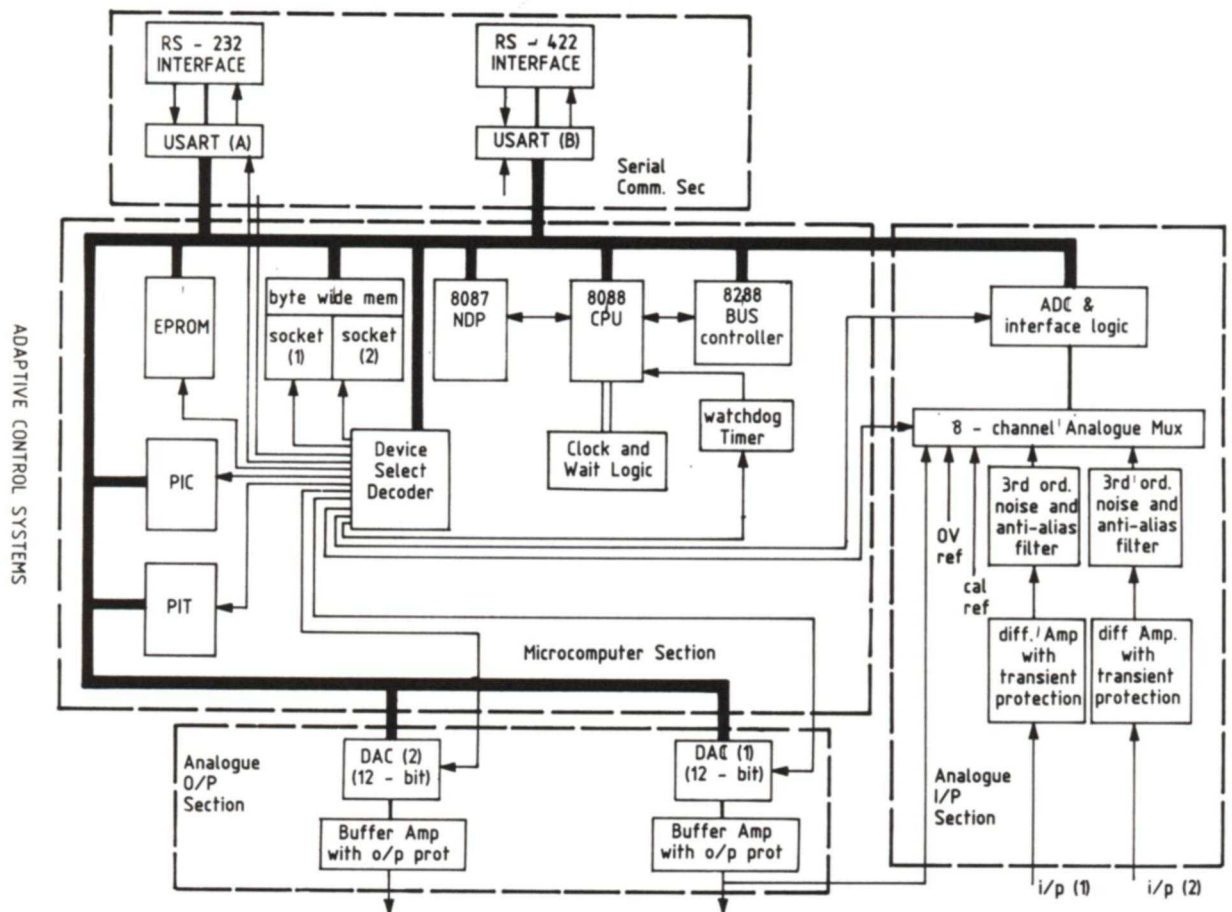 RS - 232
INTERFACE
RS - 422
INTERFACE
USART (A)
USART (B)
Serial
Comm. Sec
EPROM
byte wide mem
socket
(1)
socket
(2)
8087
NDP
8088
CPU
8288
BUS
controller
ADC &
interface logic
8 - channel Analogue Mux
watchdog
Timer
Clock and
Wait Logic
Device
Select
Decoder
PIC
PIT
0V
ref
cal
ref
3rd ord.
noise and
anti-alias
filter
3rd ord.
noise and
anti-alias
filter
diff. Amp
with
transient
protection
diff Amp.
with
transient
protection
Microcomputer Section
Analogue
O/P
Section
DAC (2)
(12 - bit)
DAC (1)
(12 - bit)
Buffer Amp
with o/p prot
Buffer Amp
with o/p prot
Analogue
I/P
Section
i/p (1)
i/p (2)
ADAPTIVE CONTROL SYSTEMS